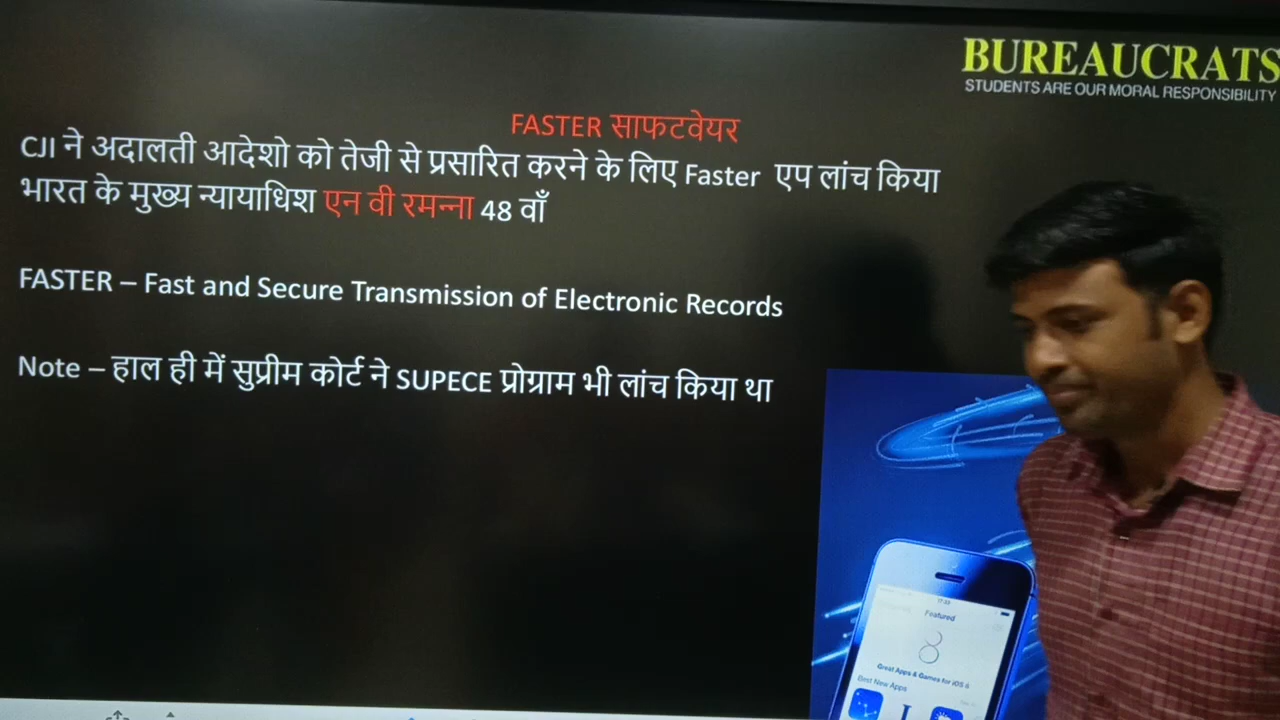 BUREAUCRATS
STUDENTS ARE OUR MORAL RESPONSIBILITY
FASTER साफटवेयर
CJI ने अदालती आदेशो को तेजी से प्रसारित करने के लिए Faster एप लांच किया
भारत के मुख्य न्यायाधिश एन वी रमन्ना 48 वाँ
FASTER – Fast and Secure Transmission of Electronic Records
Note – हाल ही में सुप्रीम कोर्ट ने SUPECE प्रोग्राम भी लांच किया था
Featured
8
Great Apps & Games for iOS 8
Best New Apps